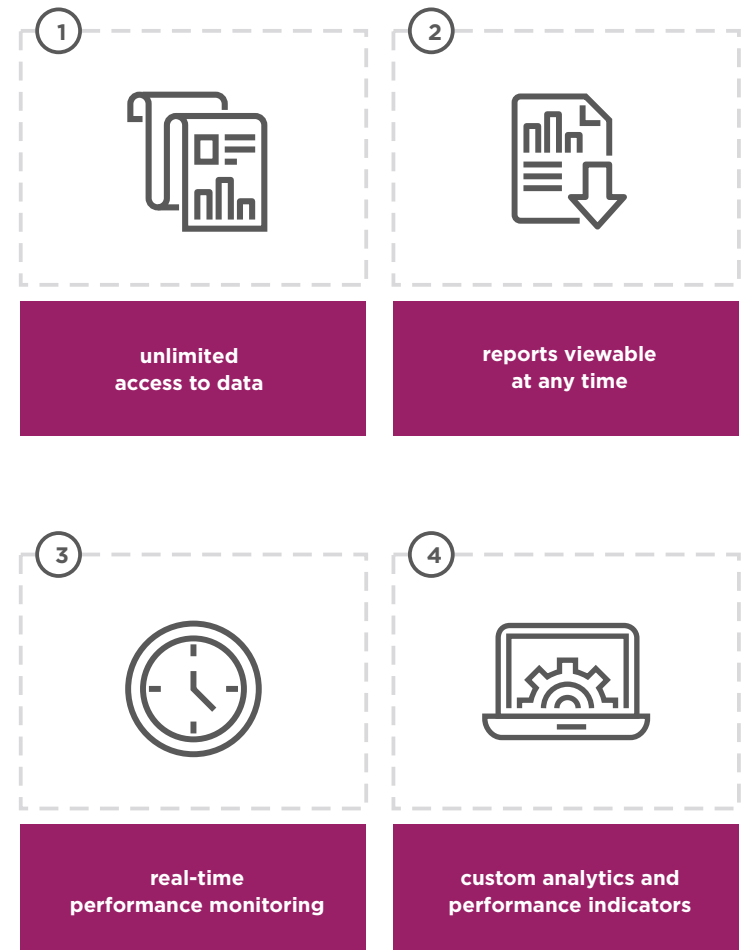 1
2
unlimited
access to data
reports viewable
at any time
3
4
real-time
performance monitoring
custom analytics and
performance indicators